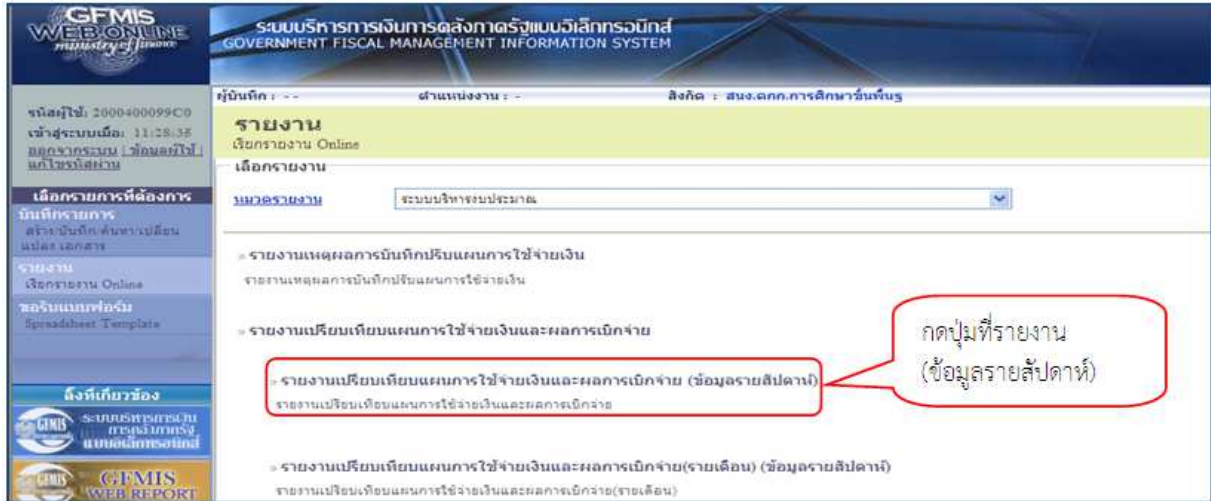 GFMIS
WEB ONLINE
ministry of finance
ระบบบริหารการเงินการคลังภาครัฐแบบอิเล็กทรอนิกส์
GOVERNMENT FISCAL MANAGEMENT INFORMATION SYSTEM
ผู้บันทึก : - - ตำแหน่งงาน : - สังกัด : สนง.คกก.การศึกษาขั้นพื้นฐ
รหัสผู้ใช้: 2000400099C0
เข้าสู่ระบบเมื่อ: 11:28:35
ออกจากระบบ | ข้อมูลผู้ใช้ |
แก้ไขรหัสผ่าน
เลือกรายการที่ต้องการ
บันทึกรายการ
สร้าง/บันทึก/ค้นหา/เปลี่ยน
แปลง เอกสาร
รายงาน
เรียกรายงาน Online
ขอรับแบบฟอร์ม
Spreadsheet Template
ลิ้งที่เกี่ยวข้อง
GFMIS ระบบบริหารการเงิน
การคลังภาครัฐ
แบบอิเล็กทรอนิกส์
GFMIS GFMIS
WEB REPORT
รายงาน
เรียกรายงาน Online
เลือกรายงาน
หมวดรายงาน ระบบบริหารงบประมาณ
» รายงานเหตุผลการบันทึกปรับแผนการใช้จ่ายเงิน
รายงานเหตุผลการบันทึกปรับแผนการใช้จ่ายเงิน
» รายงานเปรียบเทียบแผนการใช้จ่ายเงินและผลการเบิกจ่าย
» รายงานเปรียบเทียบแผนการใช้จ่ายเงินและผลการเบิกจ่าย (ข้อมูลรายสัปดาห์)
รายงานเปรียบเทียบแผนการใช้จ่ายเงินและผลการเบิกจ่าย
กดปุ่มที่รายงาน
(ข้อมูลรายสัปดาห์)
» รายงานเปรียบเทียบแผนการใช้จ่ายเงินและผลการเบิกจ่าย(รายเดือน) (ข้อมูลรายสัปดาห์)
รายงานเปรียบเทียบแผนการใช้จ่ายเงินและผลการเบิกจ่าย(รายเดือน)